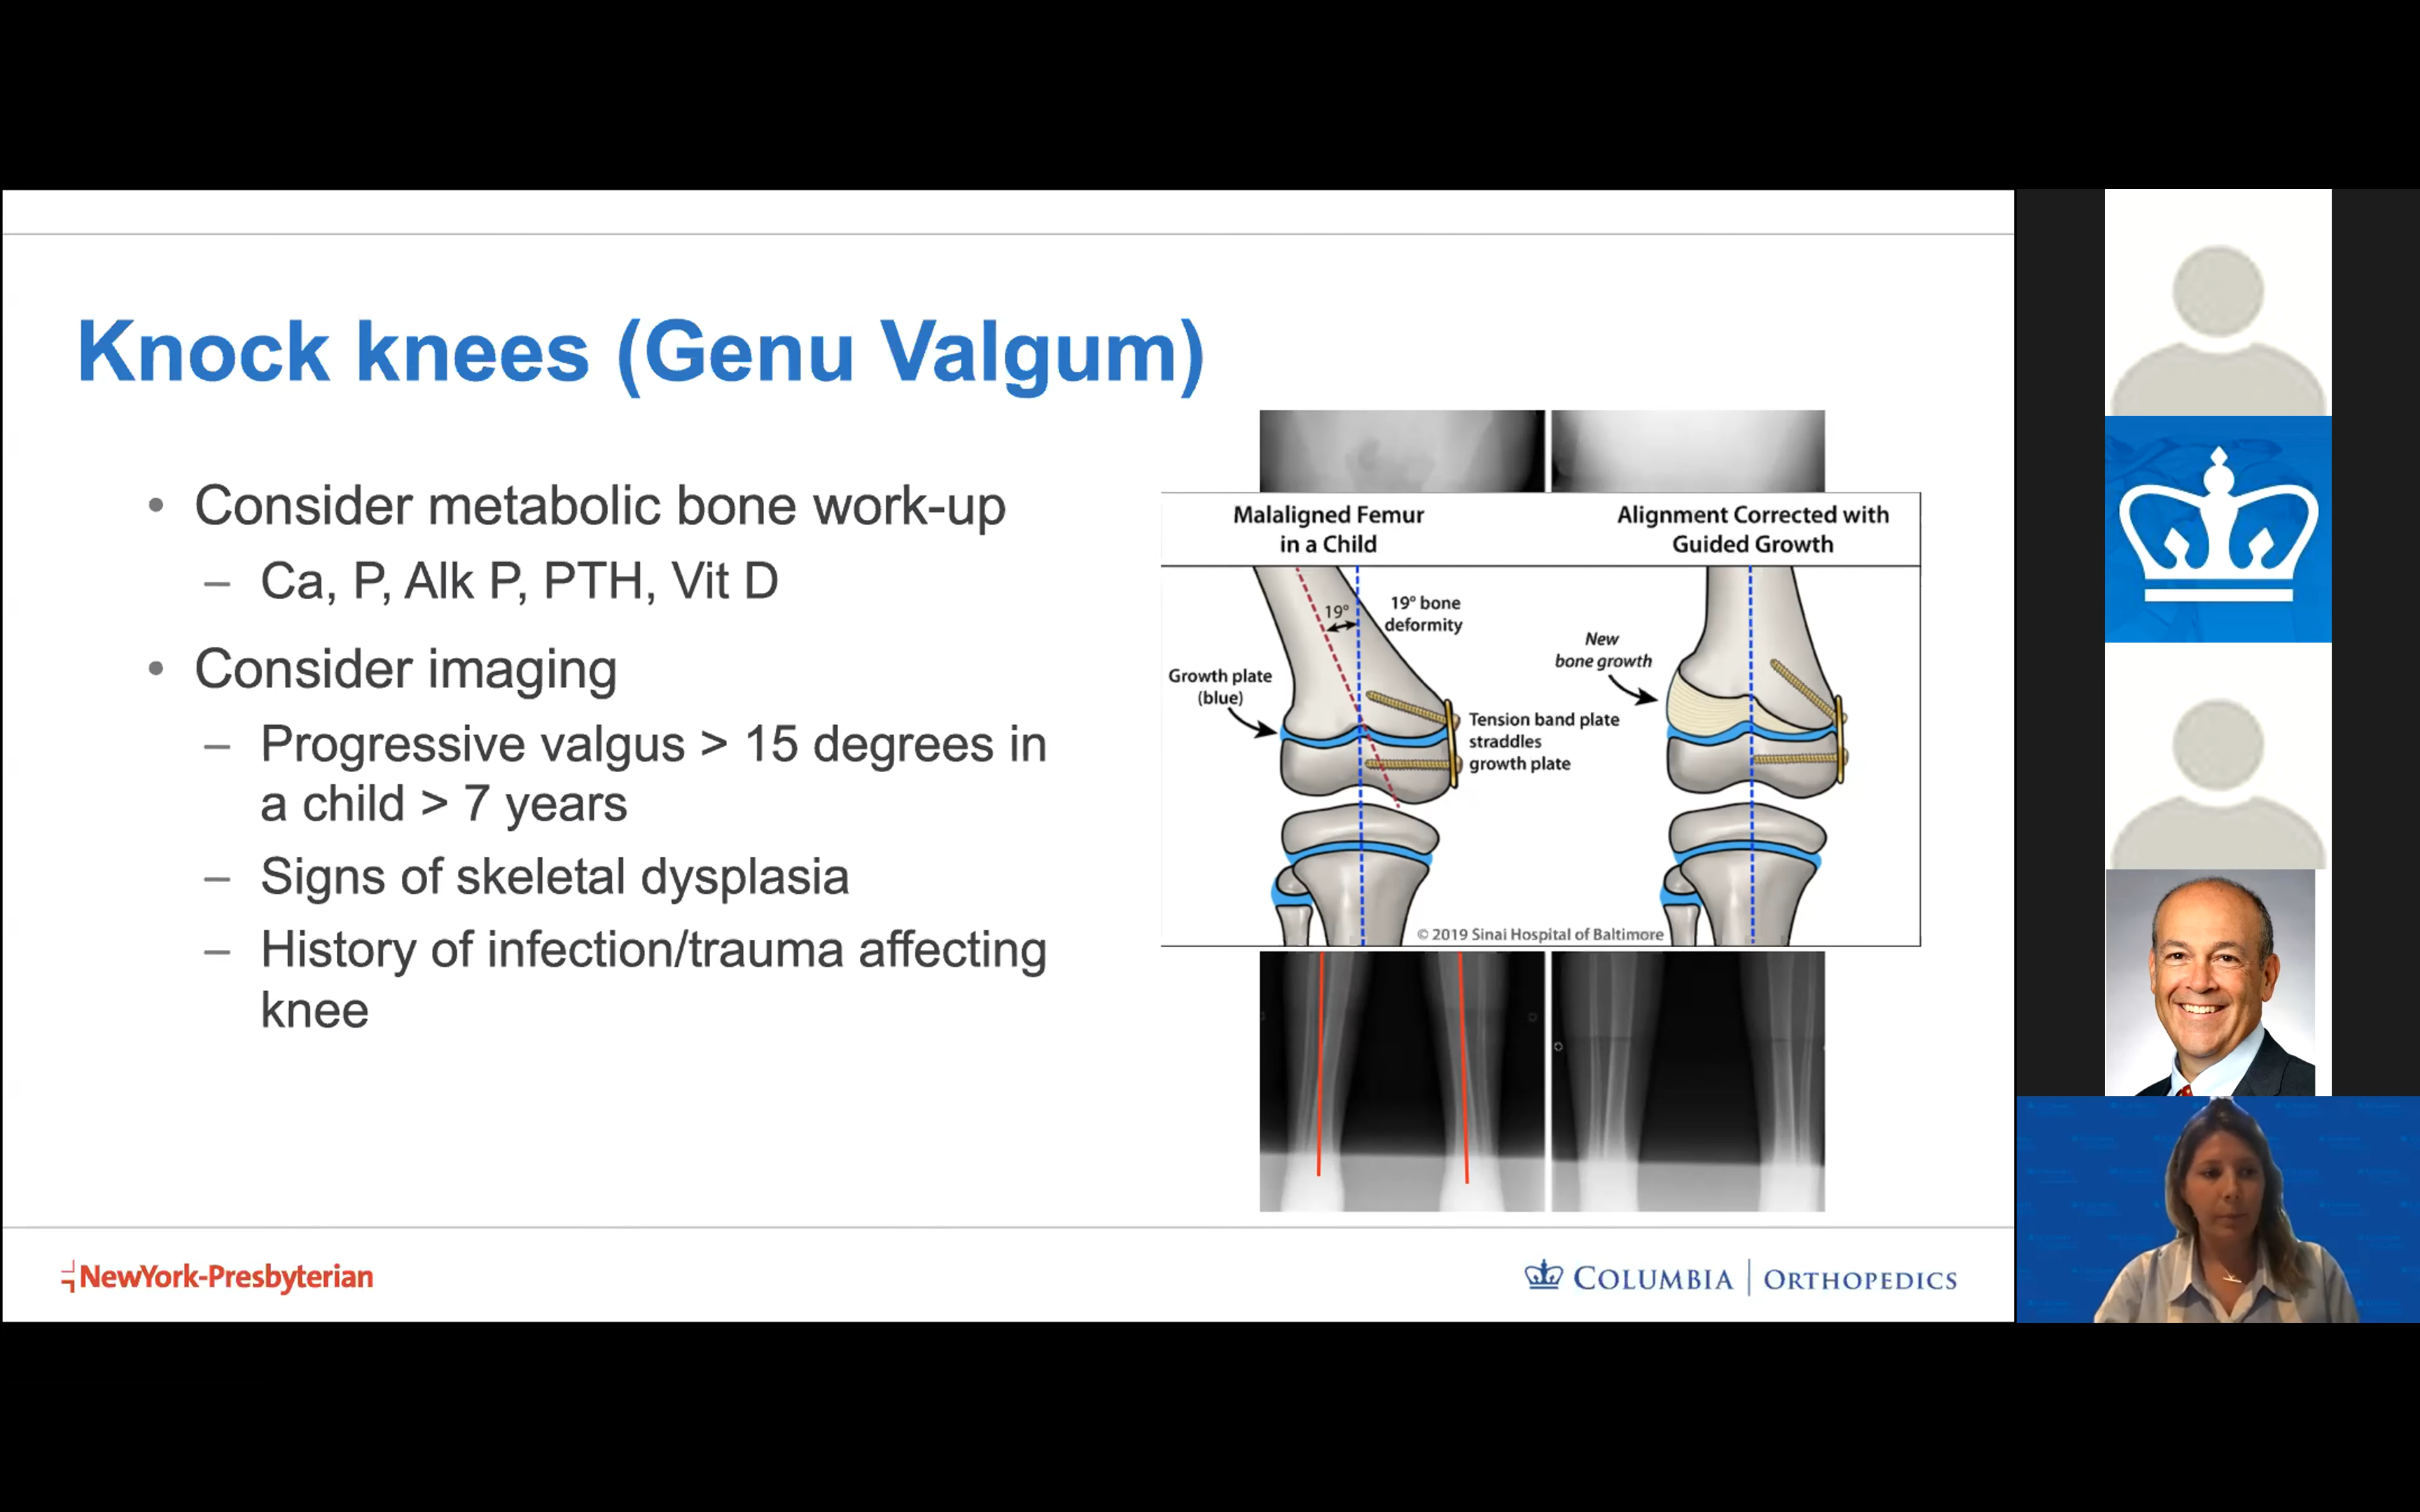 Knock knees (Genu Valgum)
• Consider metabolic bone work-up
– Ca, P, Alk P, PTH, Vit D
• Consider imaging
– Progressive valgus > 15 degrees in
a child > 7 years
– Signs of skeletal dysplasia
– History of infection/trauma affecting
knee
Malaligned Femur
in a Child
19°
19° bone
deformity
Growth plate
(blue)
Tension band plate
straddles
growth plate
Alignment Corrected with
Guided Growth
New
bone growth
© 2019 Sinai Hospital of Baltimore
NewYork-Presbyterian
COLUMBIA | ORTHOPEDICS